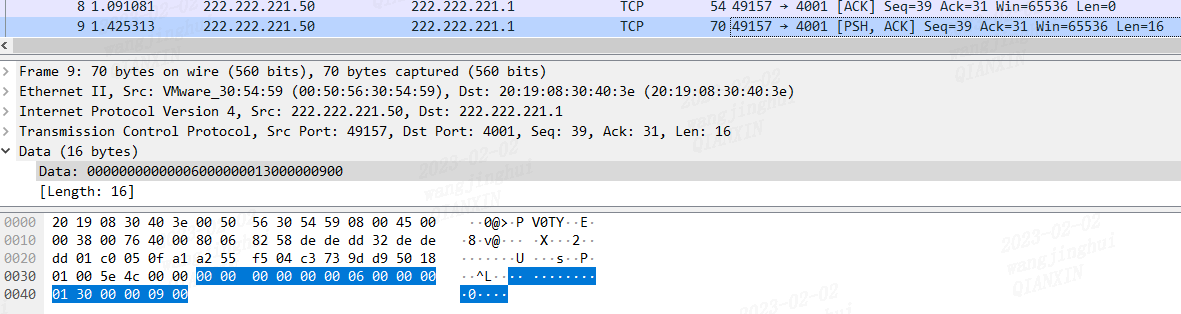 8 1.091081 222.222.221.50 222.222.221.1 TCP 54 49157 → 4001 [ACK] Seq=39 Ack=31 Win=65536 Len=0
9 1.425313 222.222.221.50 222.222.221.1 TCP 70 49157 → 4001 [PSH, ACK] Seq=39 Ack=31 Win=65536 Len=16
Frame 9: 70 bytes on wire (560 bits), 70 bytes captured (560 bits)
Ethernet II, Src: VMware_30:54:59 (00:50:56:30:54:59), Dst: 20:19:08:30:40:3e (20:19:08:30:40:3e)
Internet Protocol Version 4, Src: 222.222.221.50, Dst: 222.222.221.1
Transmission Control Protocol, Src Port: 49157, Dst Port: 4001, Seq: 39, Ack: 31, Len: 16
Data (16 bytes)
Data: 00000000000006000000013000000900
[Length: 16]
0000 20 19 08 30 40 3e 00 50 56 30 54 59 08 00 45 00 ··0@>·P V0TY··E·
0010 00 38 00 76 40 00 80 06 82 58 de de dd 32 de de ·8·v@··· ·X···2··
0020 dd 01 c0 05 0f a1 a2 55 f5 04 c3 73 9d d9 50 18 ·······U ···s··P·
0030 01 00 5e 4c 00 00 00 00 00 00 00 00 06 00 00 00 ··^L···· ········
0040 01 30 00 00 09 00 ·0····
2023-02-02
wangjinghui
QIANXIN